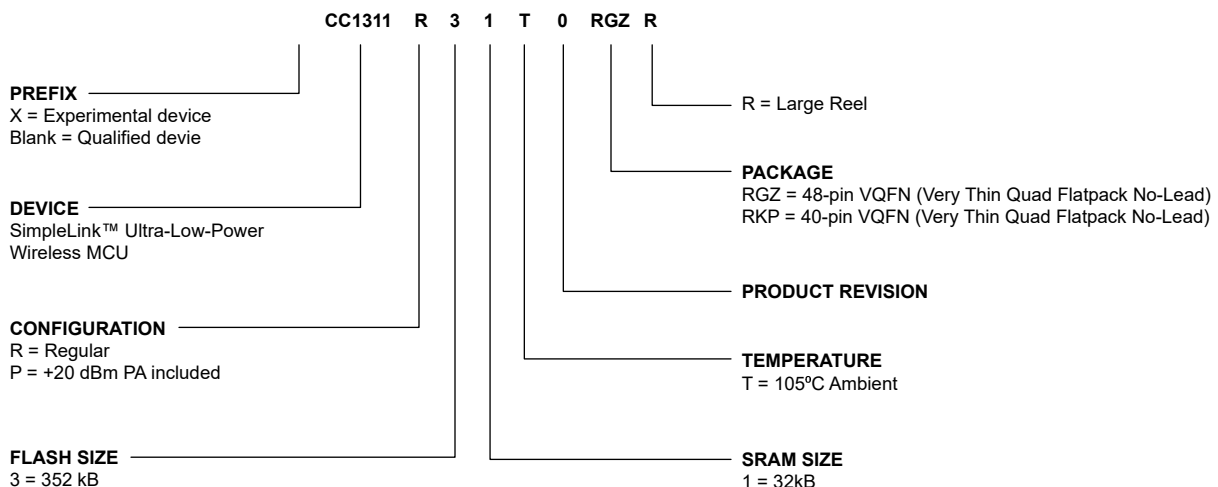 CC1311 R 3 1 T 0 RGZ R
PREFIX
X = Experimental device
Blank = Qualified devie
DEVICE
SimpleLink™ Ultra-Low-Power
Wireless MCU
CONFIGURATION
R = Regular
P = +20 dBm PA included
FLASH SIZE
3 = 352 kB
R = Large Reel
PACKAGE
RGZ = 48-pin VQFN (Very Thin Quad Flatpack No-Lead)
RKP = 40-pin VQFN (Very Thin Quad Flatpack No-Lead)
PRODUCT REVISION
TEMPERATURE
T = 105ºC Ambient
SRAM SIZE
1 = 32kB